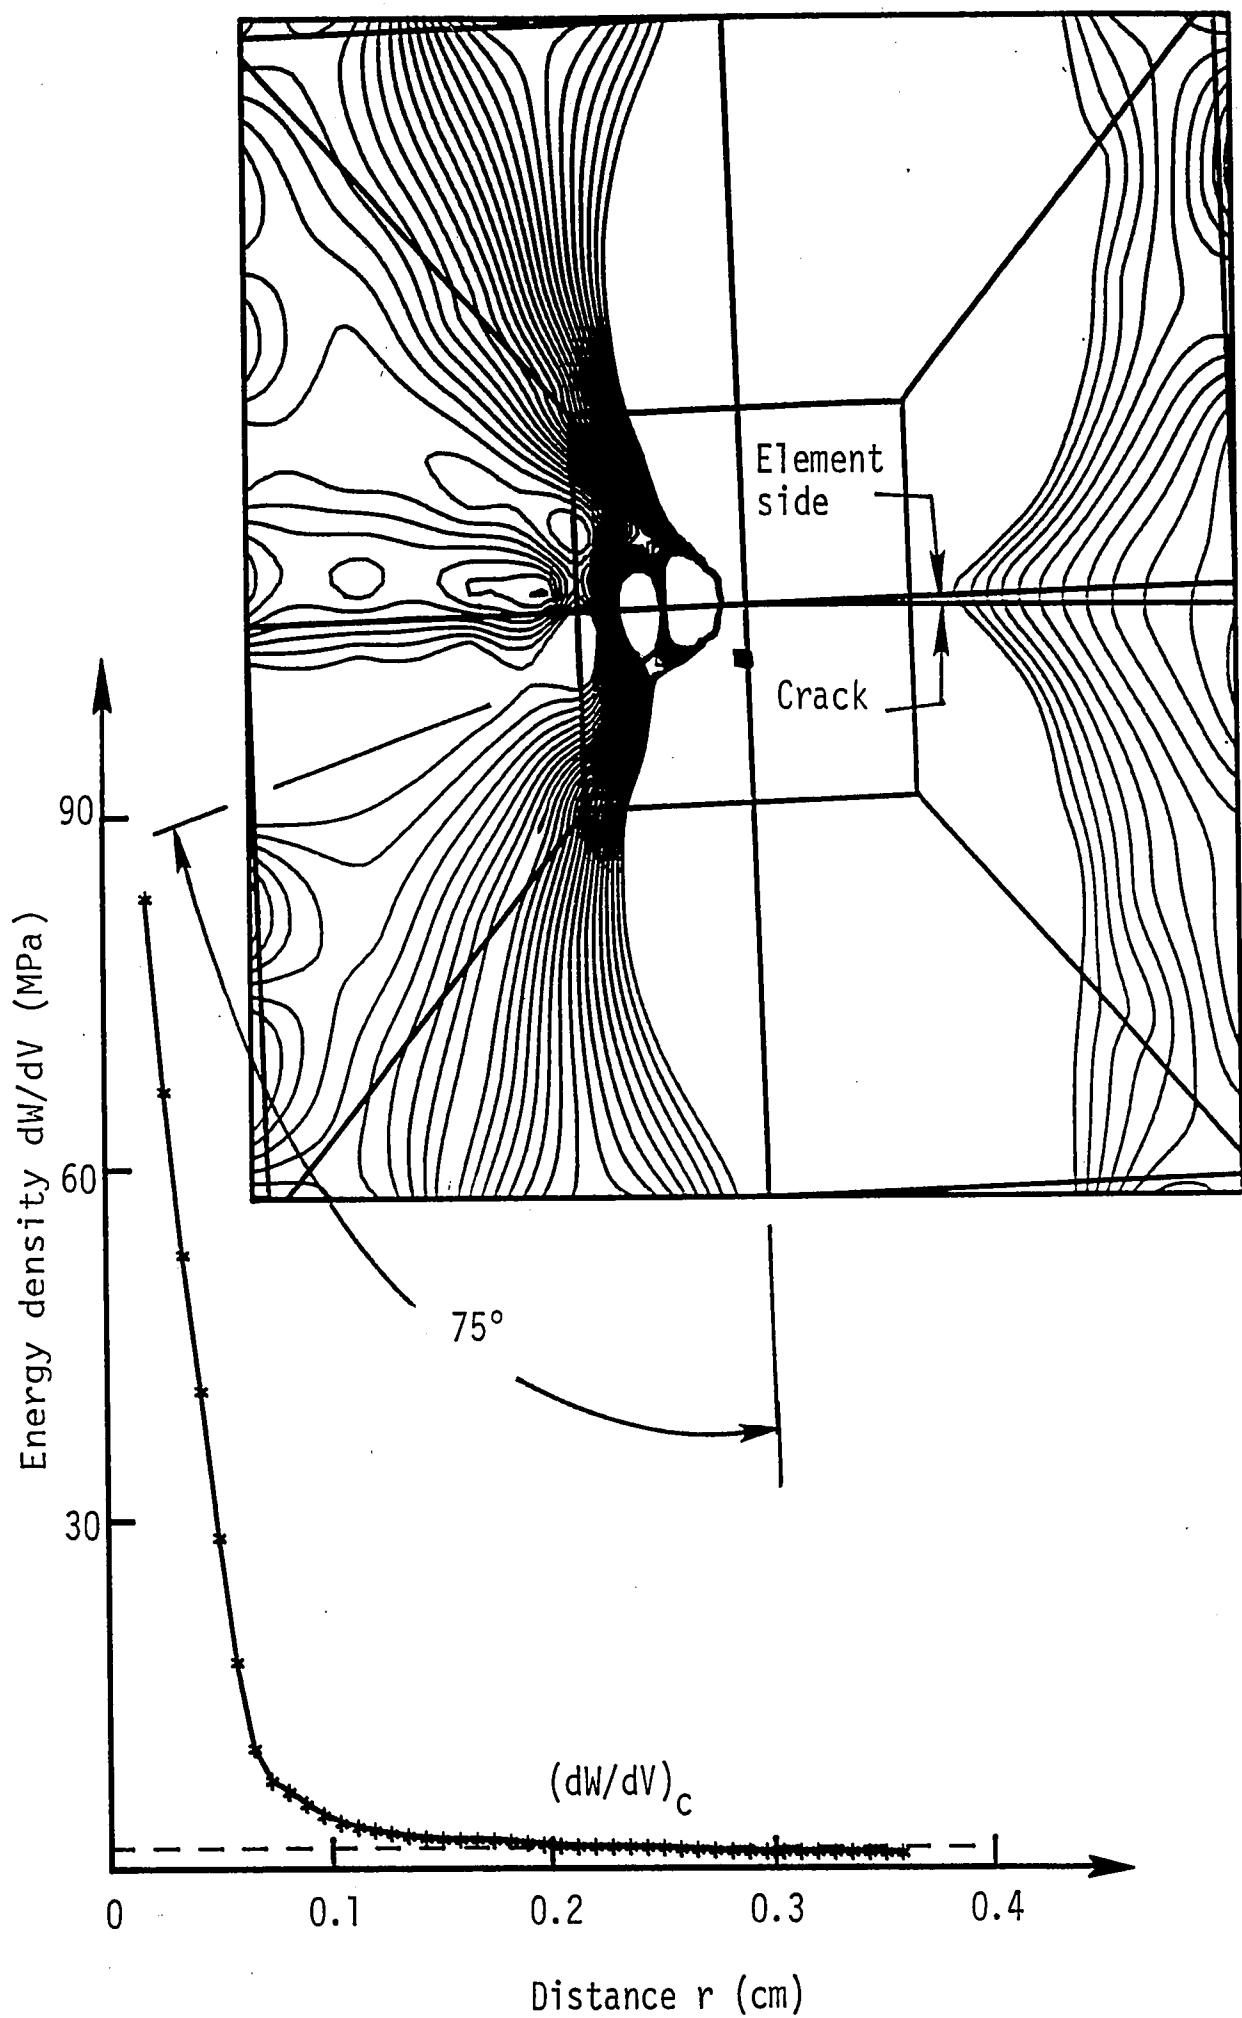 Element
side
Crack
90
60
30
Energy density dW/dV (MPa)
75°
(dW/dV)c
0
0.1
0.2
0.3
0.4
Distance r (cm)